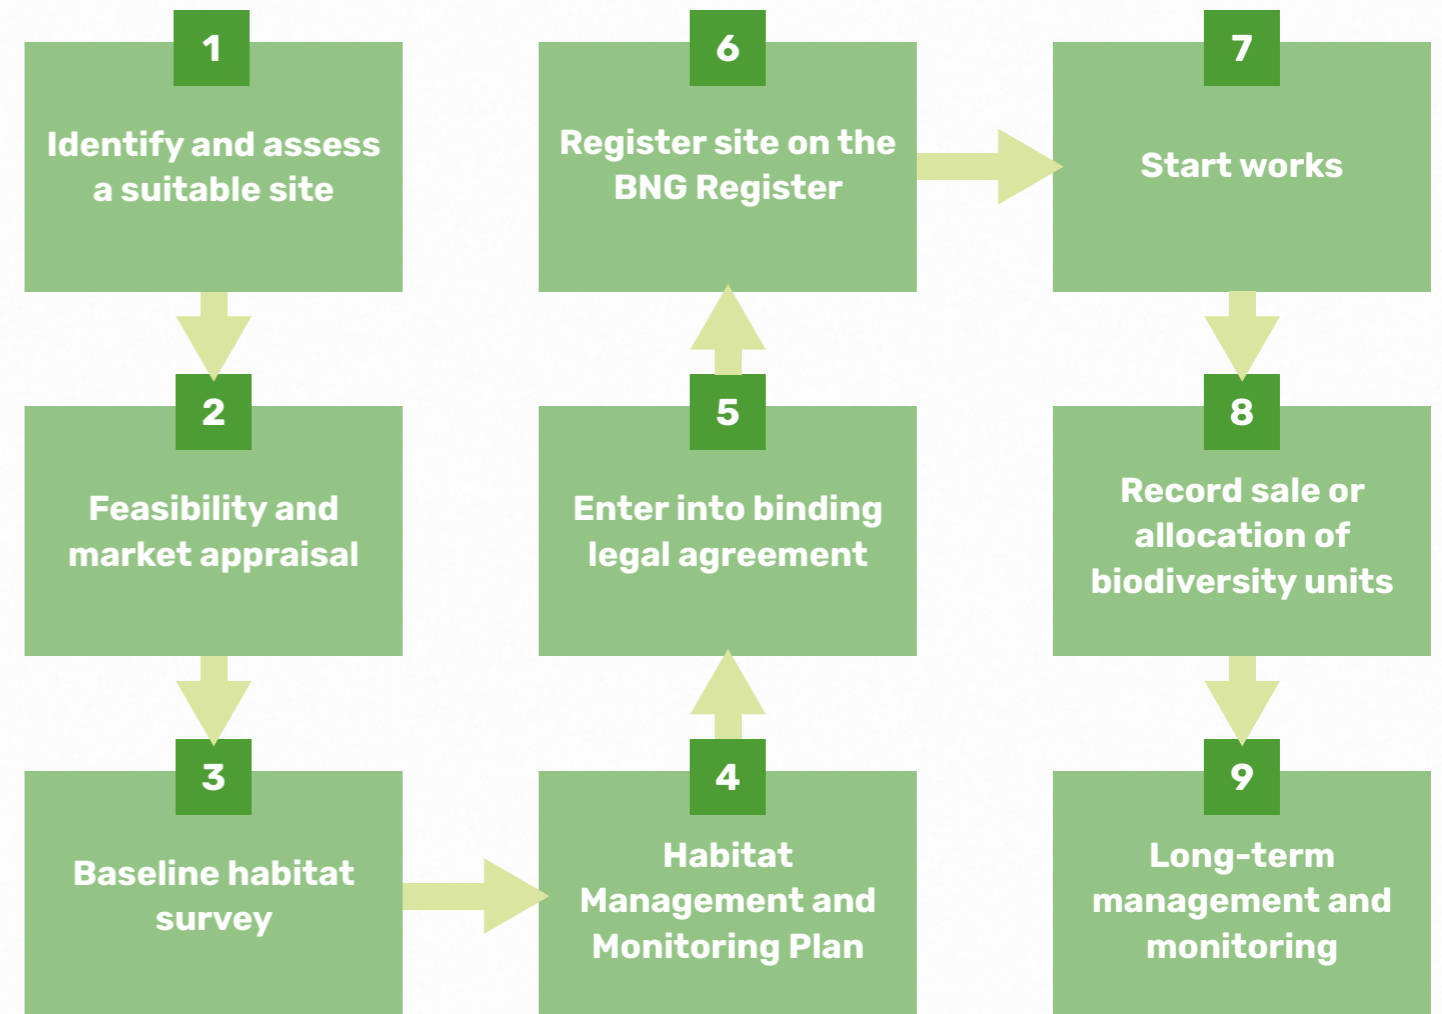 1
Identify and assess
a suitable site
2
Feasibility and
market appraisal
3
Baseline habitat
survey
4
Habitat
Management and
Monitoring Plan
5
Enter into binding
legal agreement
6
Register site on the
BNG Register
7
Start works
8
Record sale or
allocation of
biodiversity units
9
Long-term
management and
monitoring